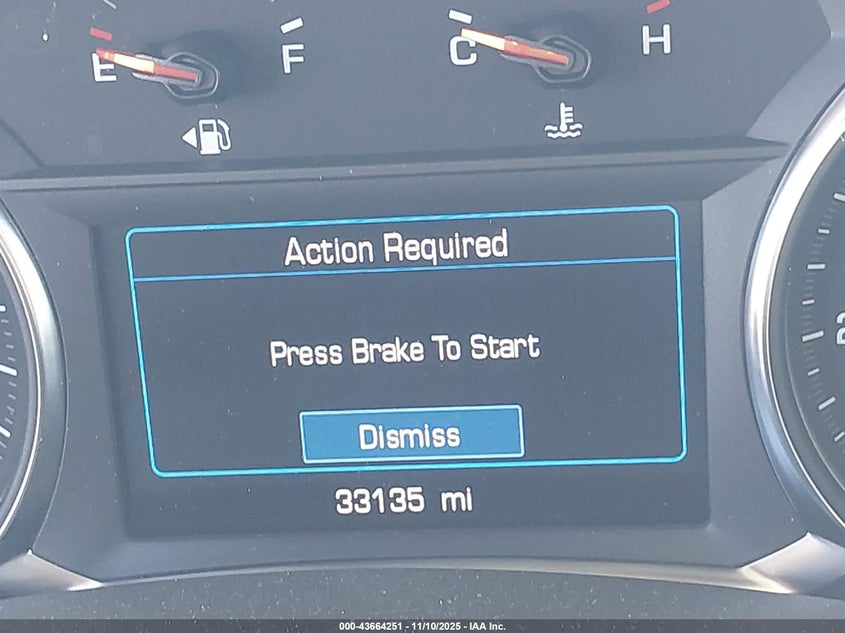 E F C H
Action Required
Press Brake To Start
Dismiss
33135 mi
000-43664251 - 11/10/2025 - IAA Inc.